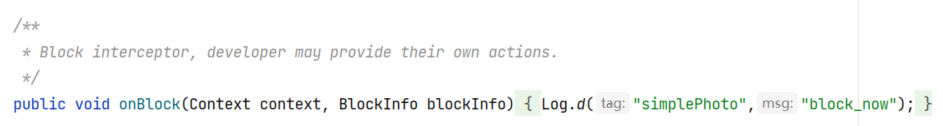 /**
* Block interceptor, developer may provide their own actions.
*/
public void onBlock(Context context, BlockInfo blockInfo) { Log.d( tag: "simplePhoto", msg: "block_now"); }